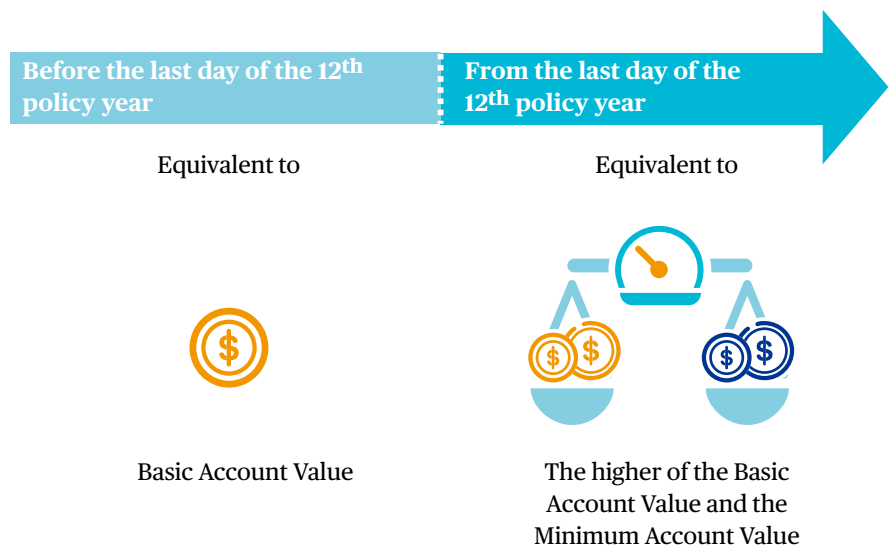 Before the last day of the 12th
policy year
From the last day of the
12th policy year
Equivalent to
Equivalent to
$
$ $
$ $
Basic Account Value
The higher of the Basic
Account Value and the
Minimum Account Value